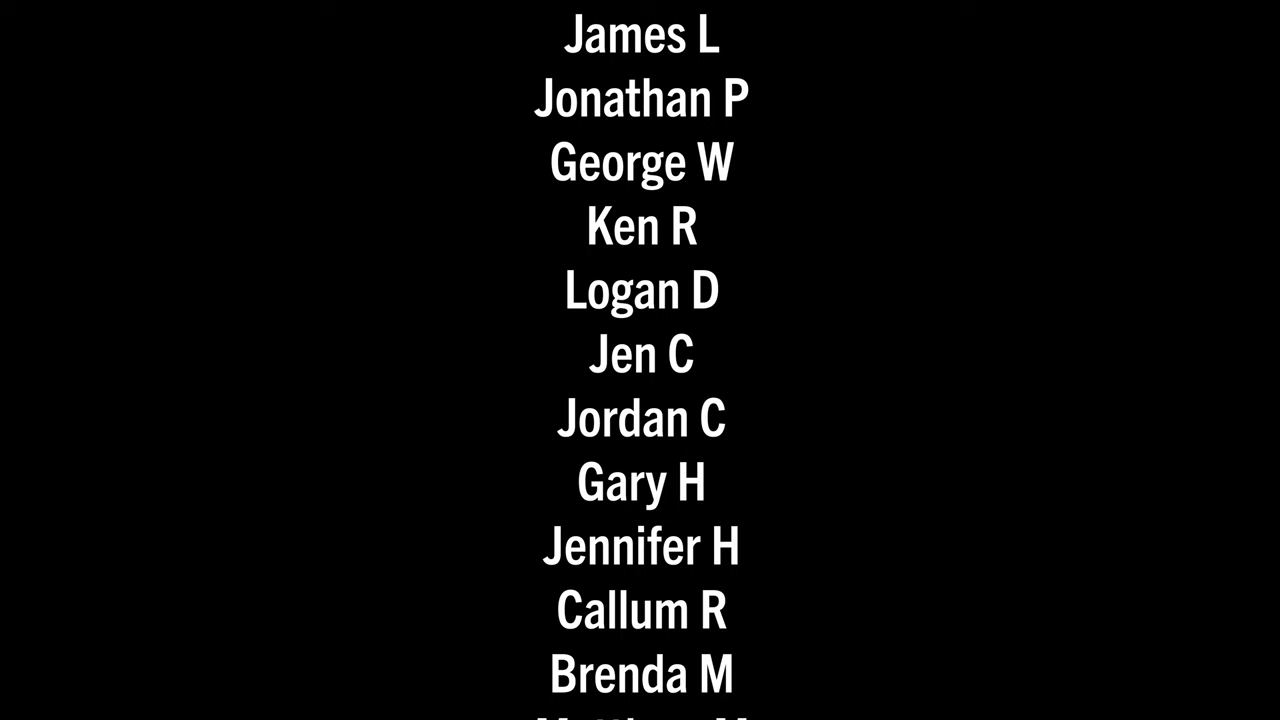 James L
Jonathan P
George W
Ken R
Logan D
Jen C
Jordan C
Gary H
Jennifer H
Callum R
Brenda M